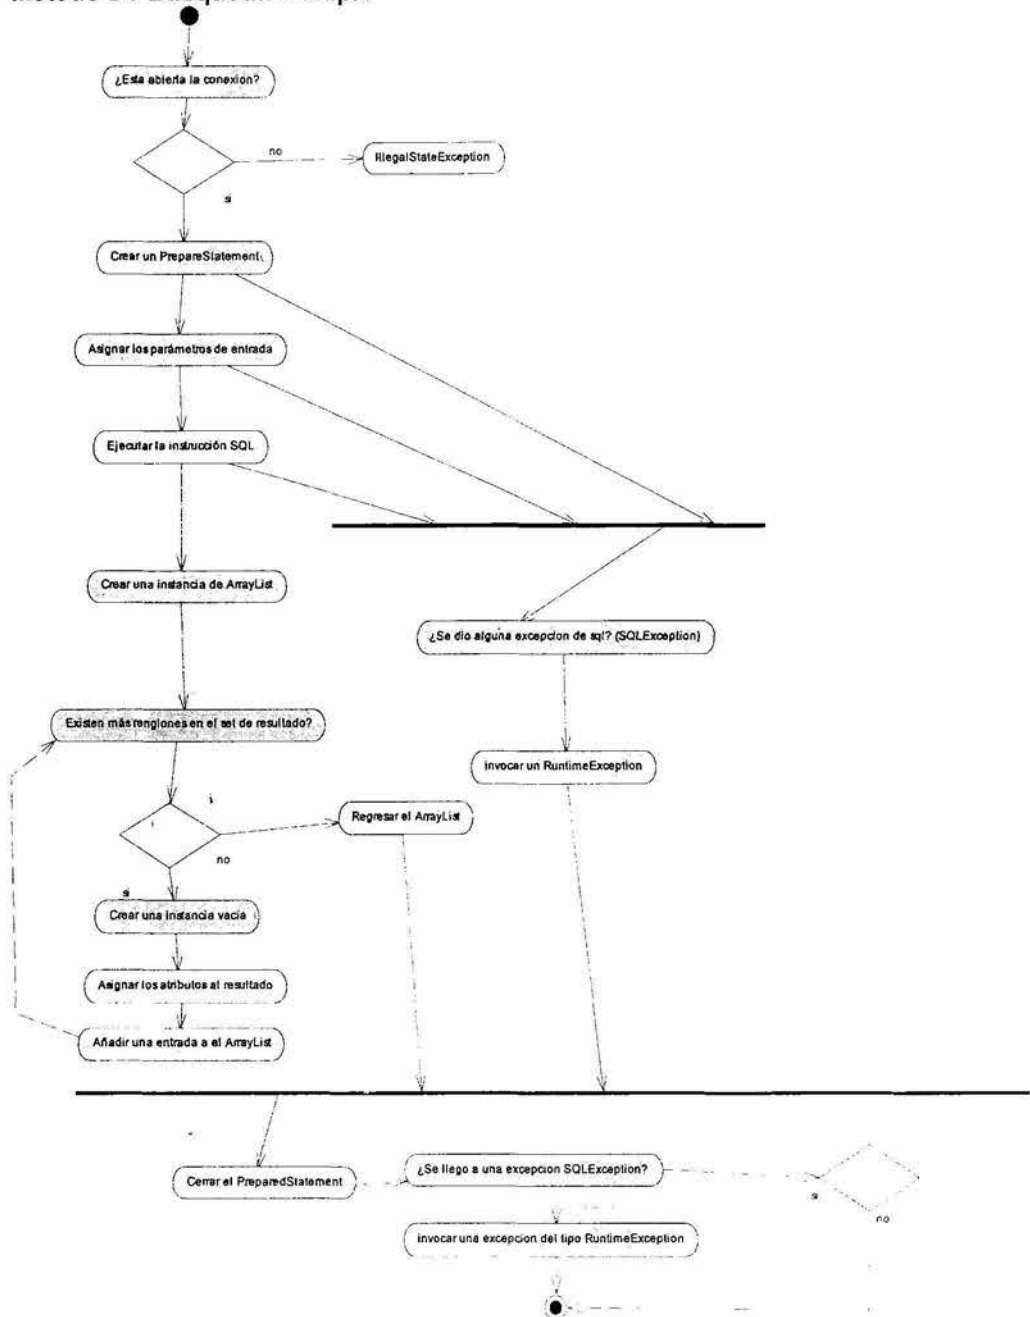 ¿Esta abierta la conexion?
no
IllegalStateException
si
Crear un PrepareStatement
Asignar los parámetros de entrada
Ejecutar la instrucción SQL
Crear una instancia de ArrayList
¿Se dio alguna excepcion de sql? (SQLException)
Existen más renglones en el set de resultado?
invocar un RuntimeException
Regresar el ArrayList
no
si
Crear una instancia vacia
Asignar los atributos al resultado
Añadir una entrada a el ArrayList
¿Se llego a una excepcion SQLException?
Cerrar el PreparedStatement
si
no
invocar una excepcion del tipo RuntimeException